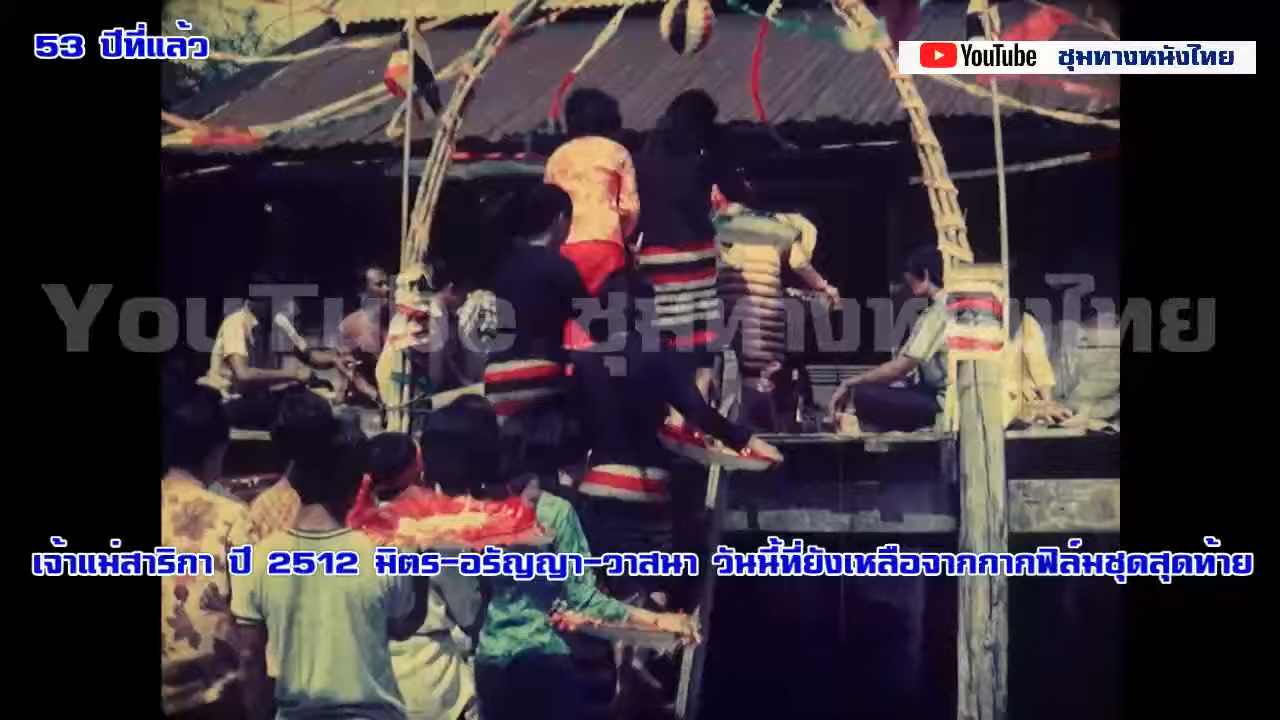 53 ปีที่แล้ว
YouTube ชุมทางหนังไทย
YouTube ชุมทางหนังไทย
เจ้าแม่สาริกา ปี 2512 มิตร-อรัญญา-วาสนา วันนี้ที่ยังเหลือจากกากฟิล์มชุดสุดท้าย